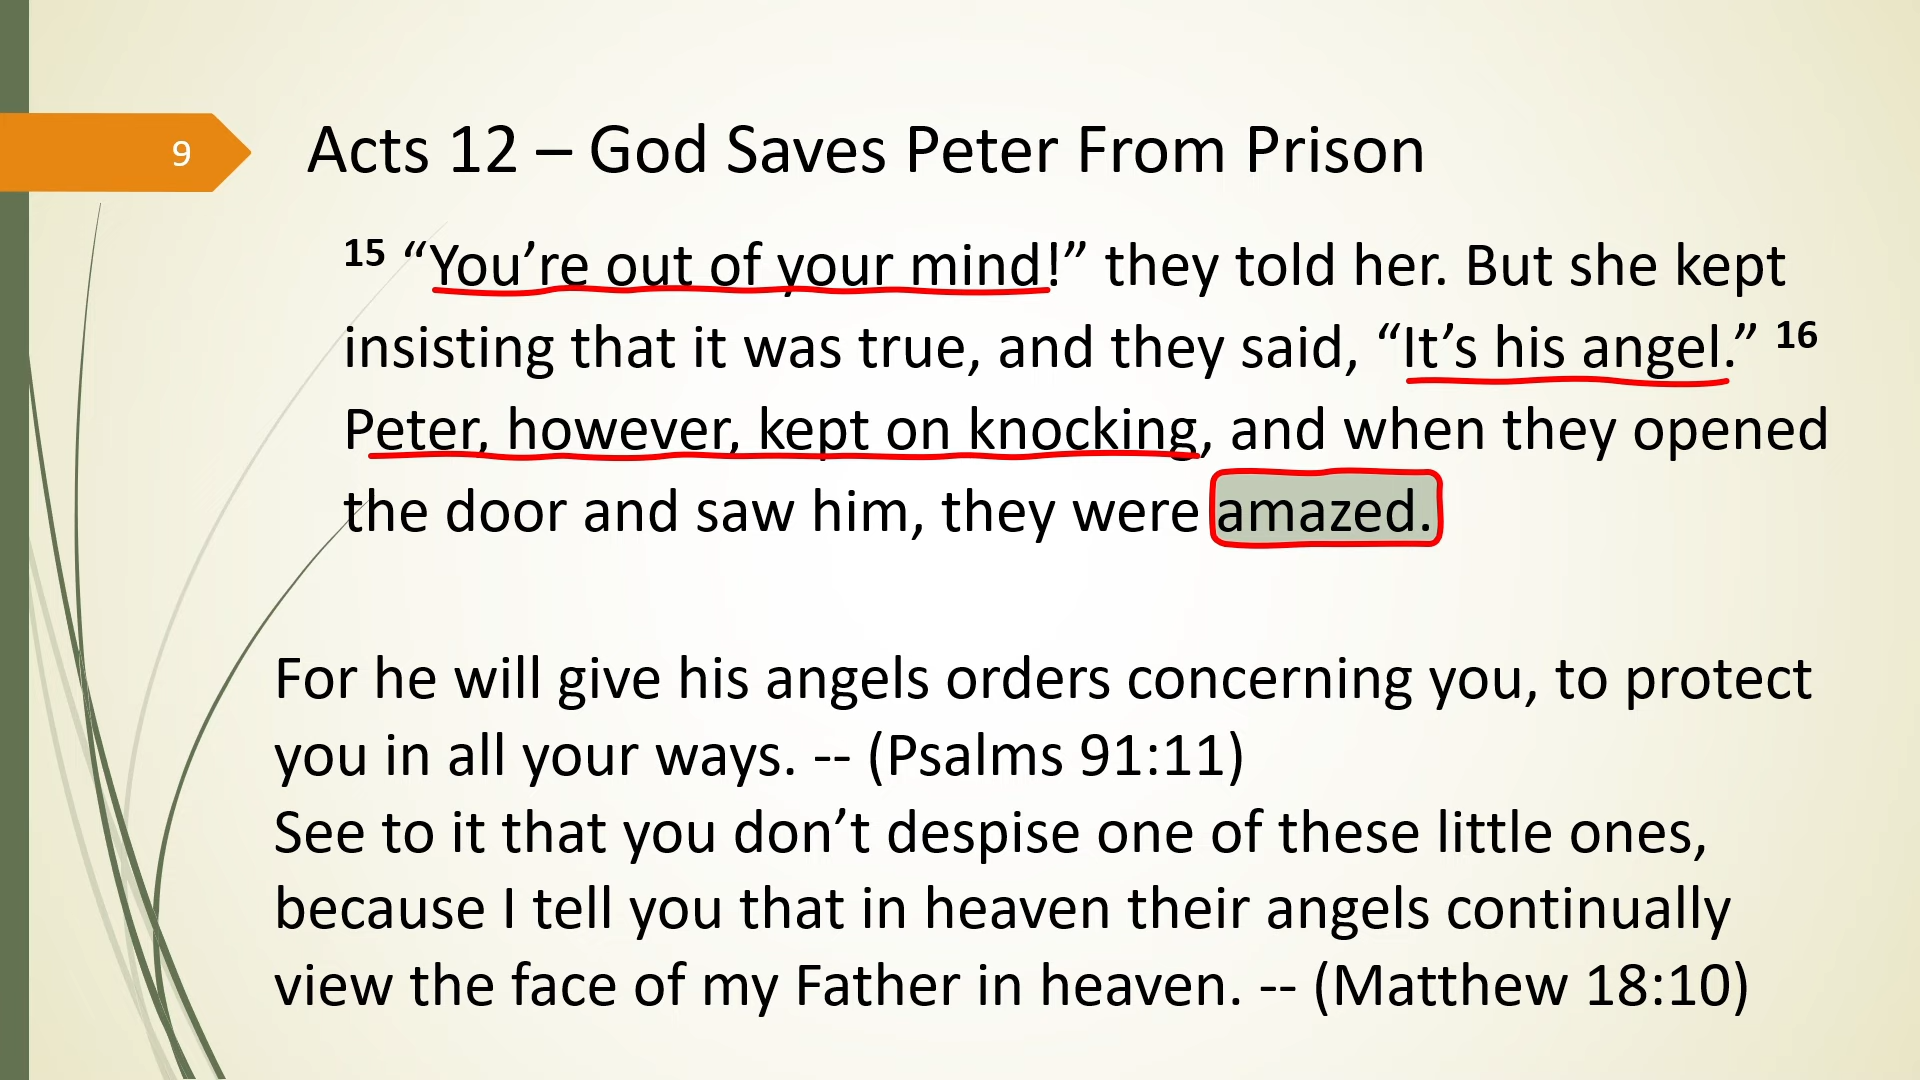 9
Acts 12 – God Saves Peter From Prison
15 “You’re out of your mind!” they told her. But she kept
insisting that it was true, and they said, “It’s his angel.” 16
Peter, however, kept on knocking, and when they opened
the door and saw him, they were amazed.
For he will give his angels orders concerning you, to protect
you in all your ways. -- (Psalms 91:11)
See to it that you don’t despise one of these little ones,
because I tell you that in heaven their angels continually
view the face of my Father in heaven. -- (Matthew 18:10)